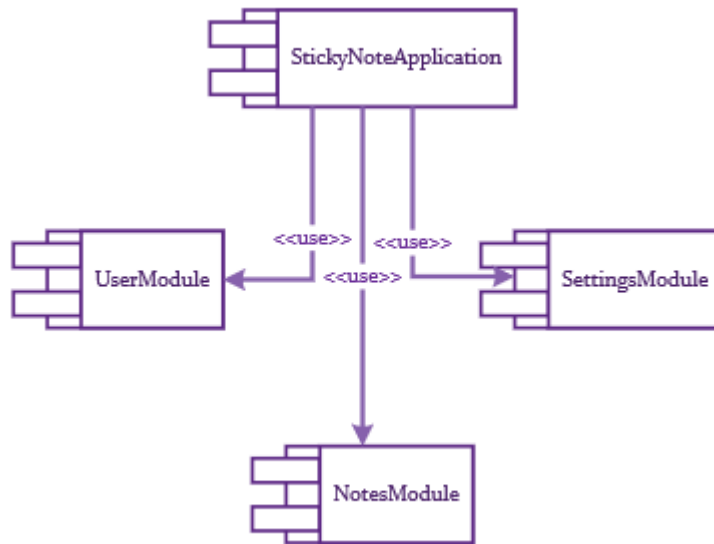 StickyNoteApplication
<<use>>
<<use>>
<<use>>
UserModule
SettingsModule
NotesModule